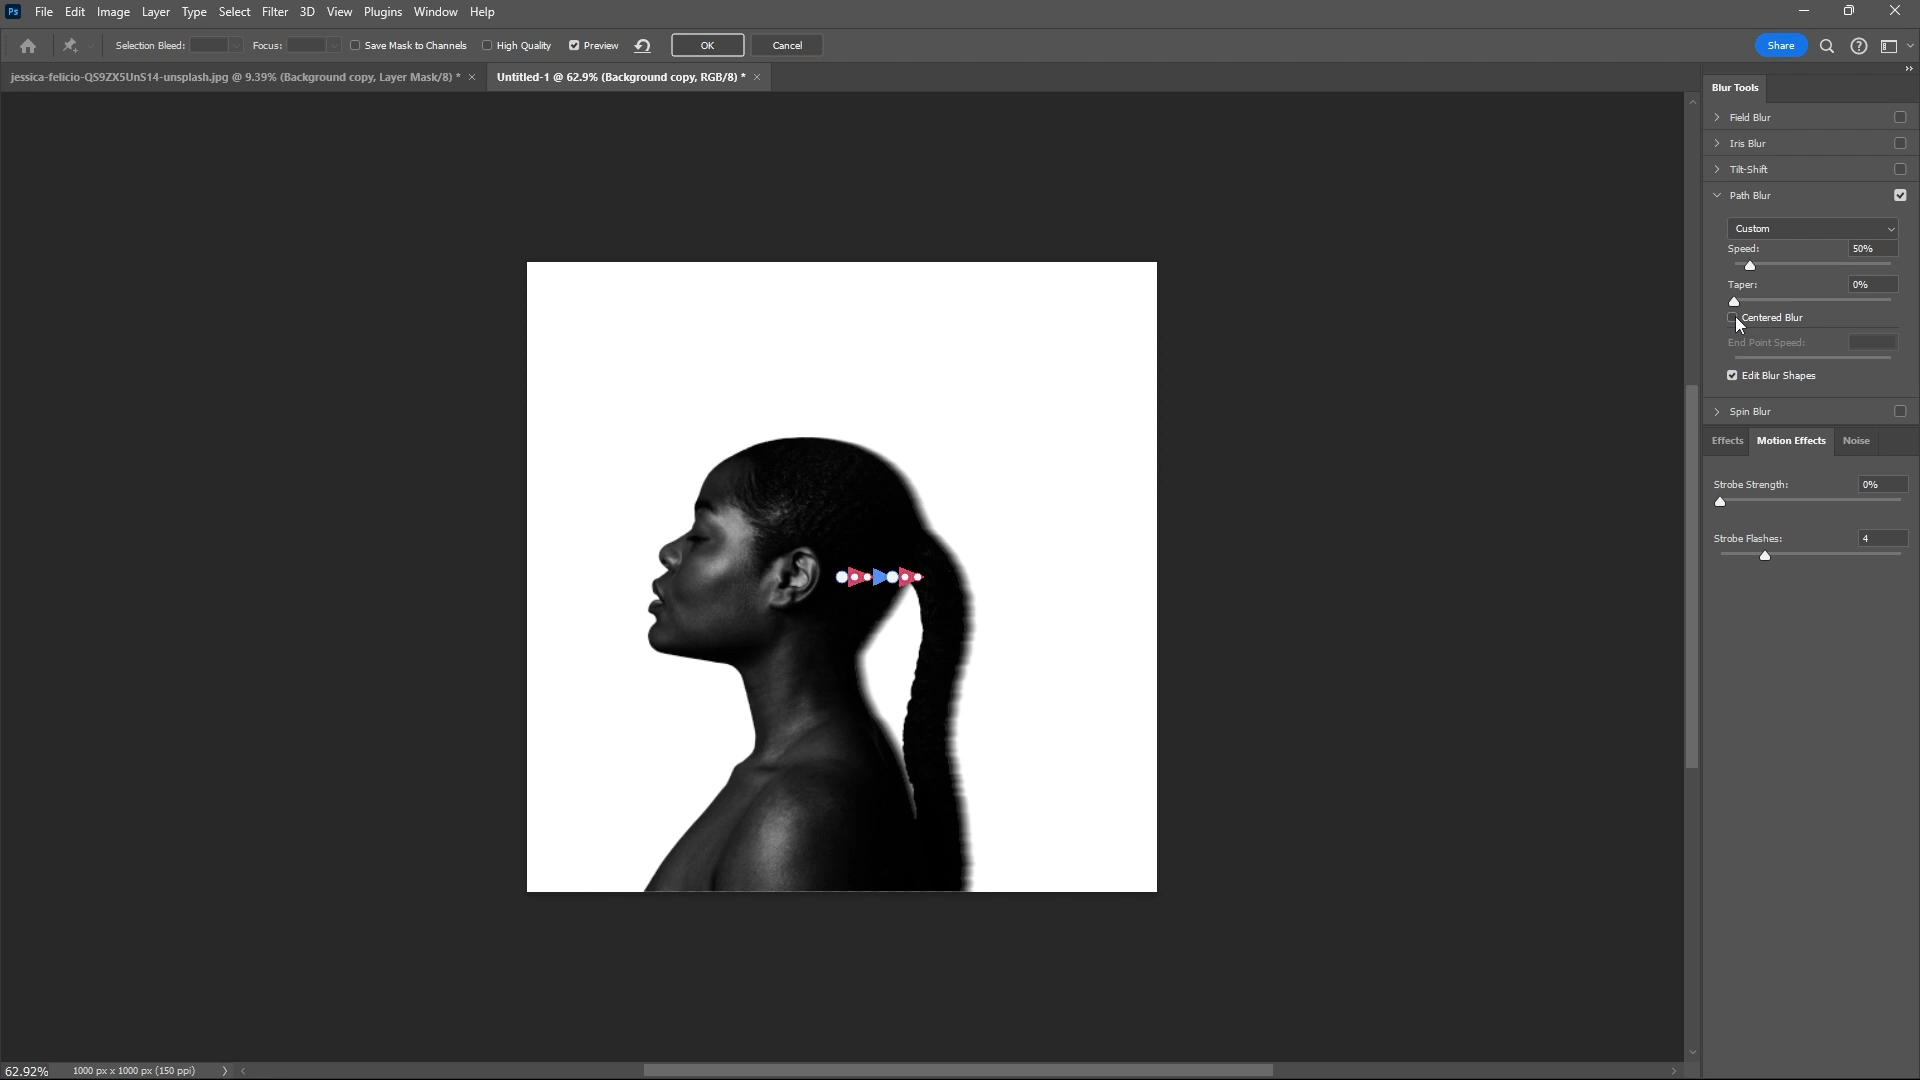 Ps File Edit Image Layer Type Select Filter 3D View Plugins Window Help
Selection Bleed: Focus: Save Mask to Channels High Quality Preview OK Cancel Share
jessica-felicio-QS9ZX5UnS14-unsplash.jpg @ 9.39% (Background copy, Layer Mask/8) * × Untitled-1 @ 62.9% (Background copy, RGB/8) * ×
Blur Tools
Field Blur
Iris Blur
Tilt-Shift
Path Blur
Custom
Speed: 50%
Taper: 0%
Centered Blur
End Point Speed:
Edit Blur Shapes
Spin Blur
Effects Motion Effects Noise
Strobe Strength: 0%
Strobe Flashes: 4
62.92% 1000 px x 1000 px (150 ppi)